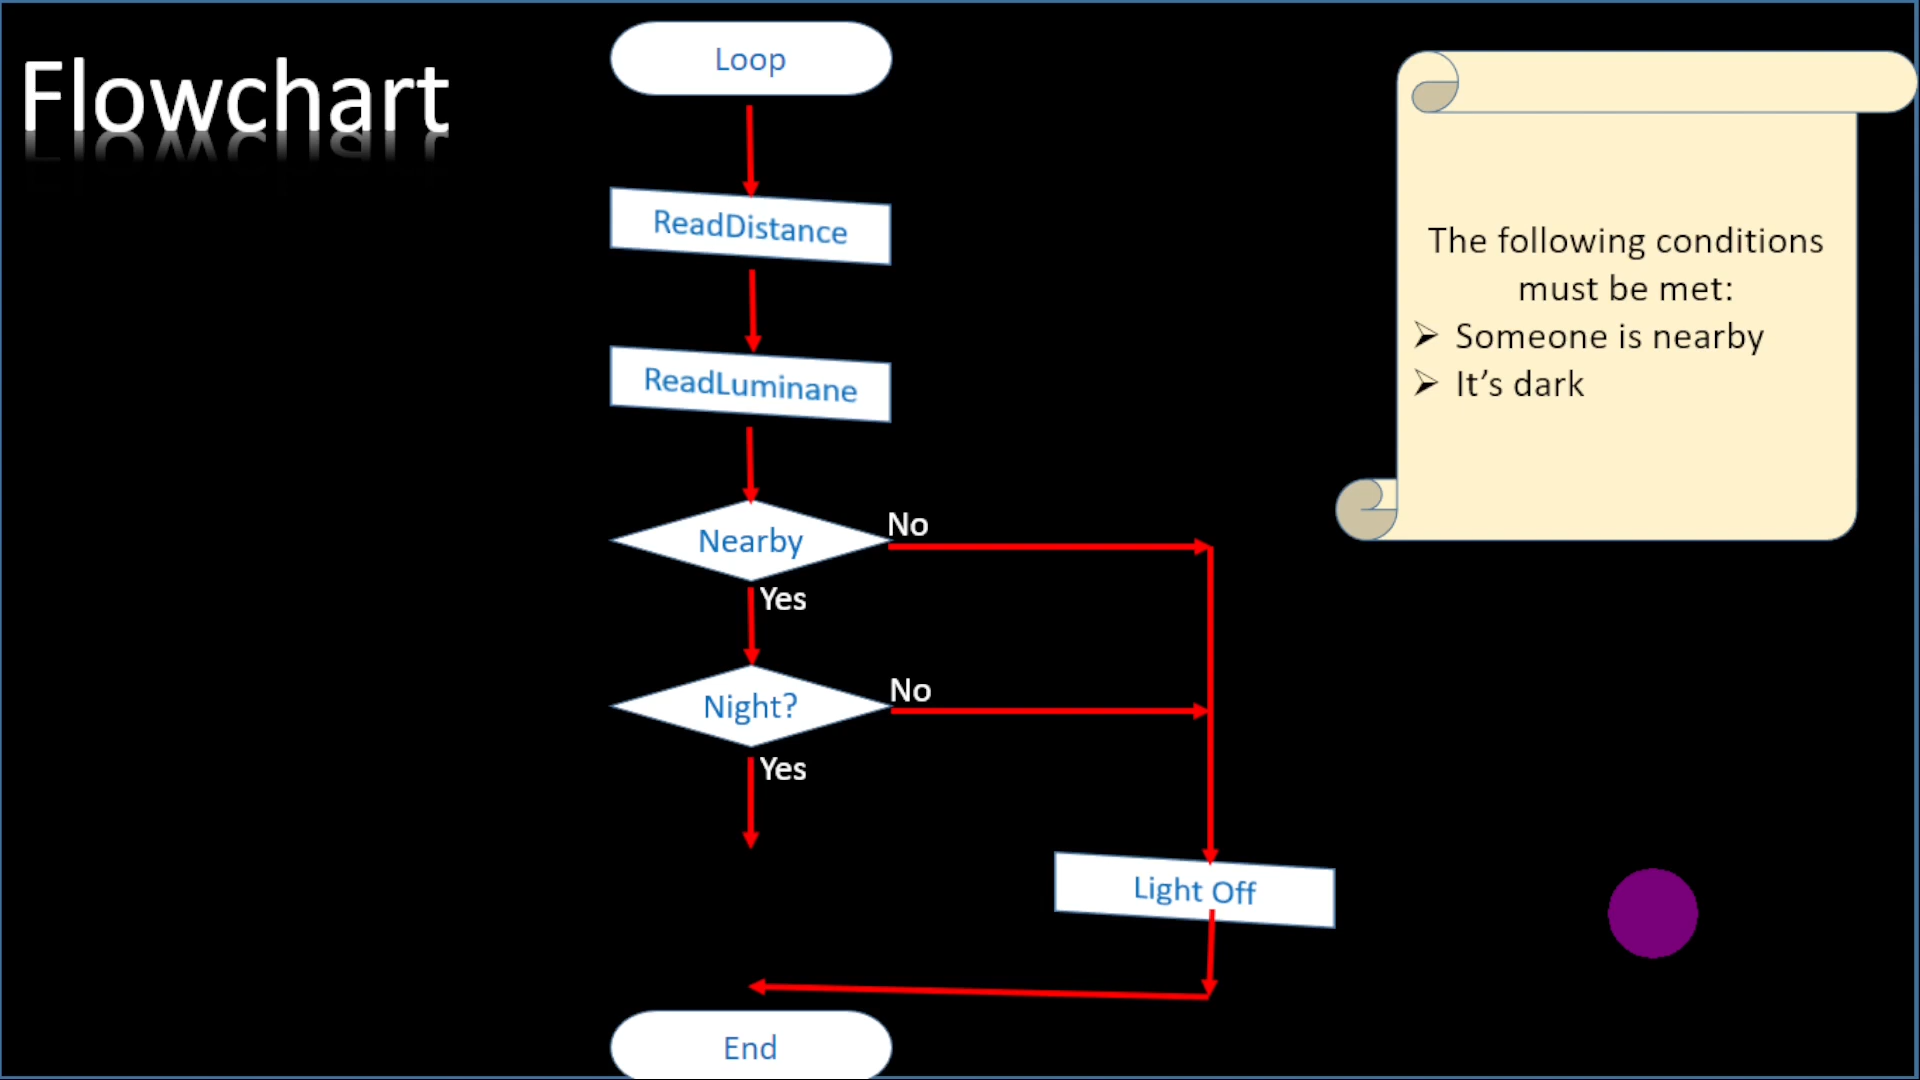 Flowchart
Loop
ReadDistance
ReadLuminane
Nearby
No
Yes
Night?
No
Yes
Light Off
End
The following conditions
must be met:
➢ Someone is nearby
➢ It’s dark